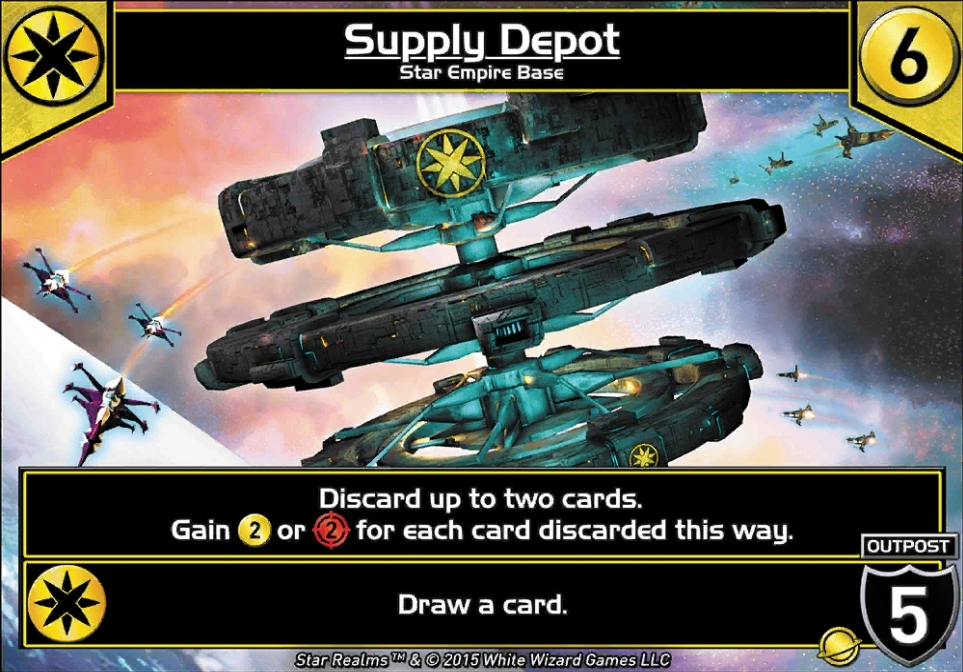 Supply Depot
6
Star Empire Base
Discard up to two cards.
Gain 2 or 2 for each card discarded this way.
OUTPOST
Draw a card.
5
Star Realms™ & © 2015 White Wizard Games LLC